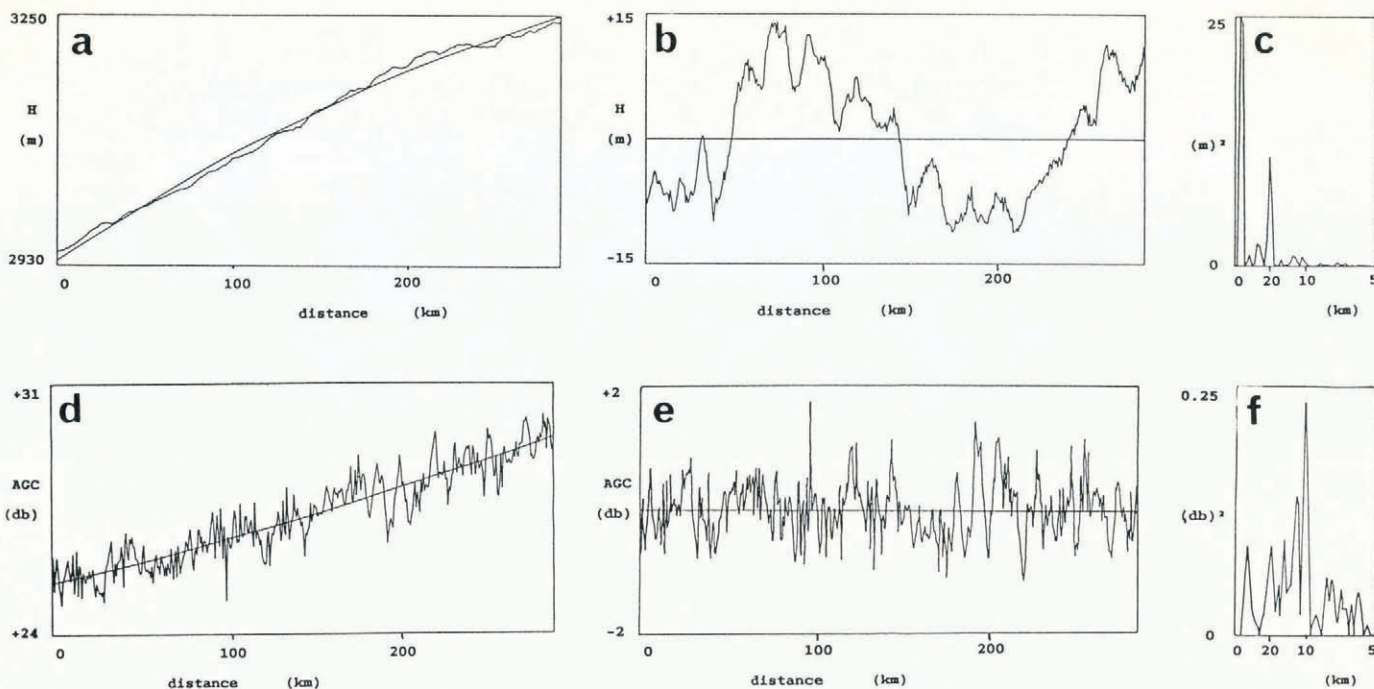 a
3250
H
(m)
2930
0 100 200
distance (km)
b
+15
H
(m)
-15
0 100 200
distance (km)
c
25
(m)²
0
0 20 10 5
(km)
d
+31
AGC
(db)
+24
0 100 200
distance (km)
e
+2
AGC
(db)
-2
0 100 200
distance (km)
f
0.25
(db)²
0
0 20 10 5
(km)